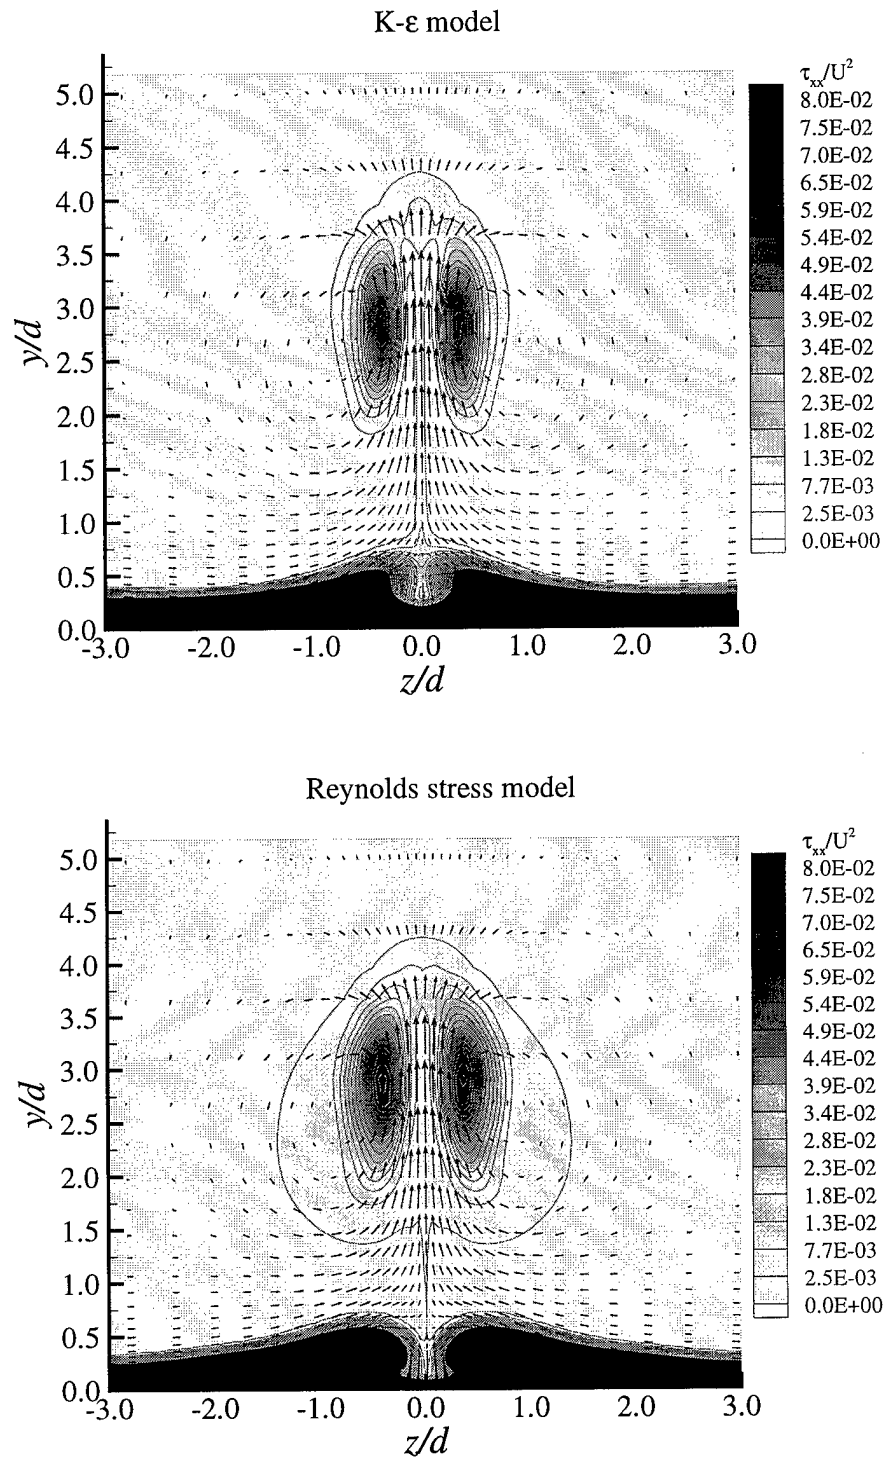 K-ε model
τxx/U²
8.0E-02
7.5E-02
7.0E-02
6.5E-02
5.9E-02
5.4E-02
4.9E-02
4.4E-02
3.9E-02
3.4E-02
2.8E-02
2.3E-02
1.8E-02
1.3E-02
7.7E-03
2.5E-03
0.0E+00
y/d
5.0
4.5
4.0
3.5
3.0
2.5
2.0
1.5
1.0
0.5
0.0
-3.0 -2.0 -1.0 0.0 1.0 2.0 3.0
z/d
Reynolds stress model
τxx/U²
8.0E-02
7.5E-02
7.0E-02
6.5E-02
5.9E-02
5.4E-02
4.9E-02
4.4E-02
3.9E-02
3.4E-02
2.8E-02
2.3E-02
1.8E-02
1.3E-02
7.7E-03
2.5E-03
0.0E+00
y/d
5.0
4.5
4.0
3.5
3.0
2.5
2.0
1.5
1.0
0.5
0.0
-3.0 -2.0 -1.0 0.0 1.0 2.0 3.0
z/d